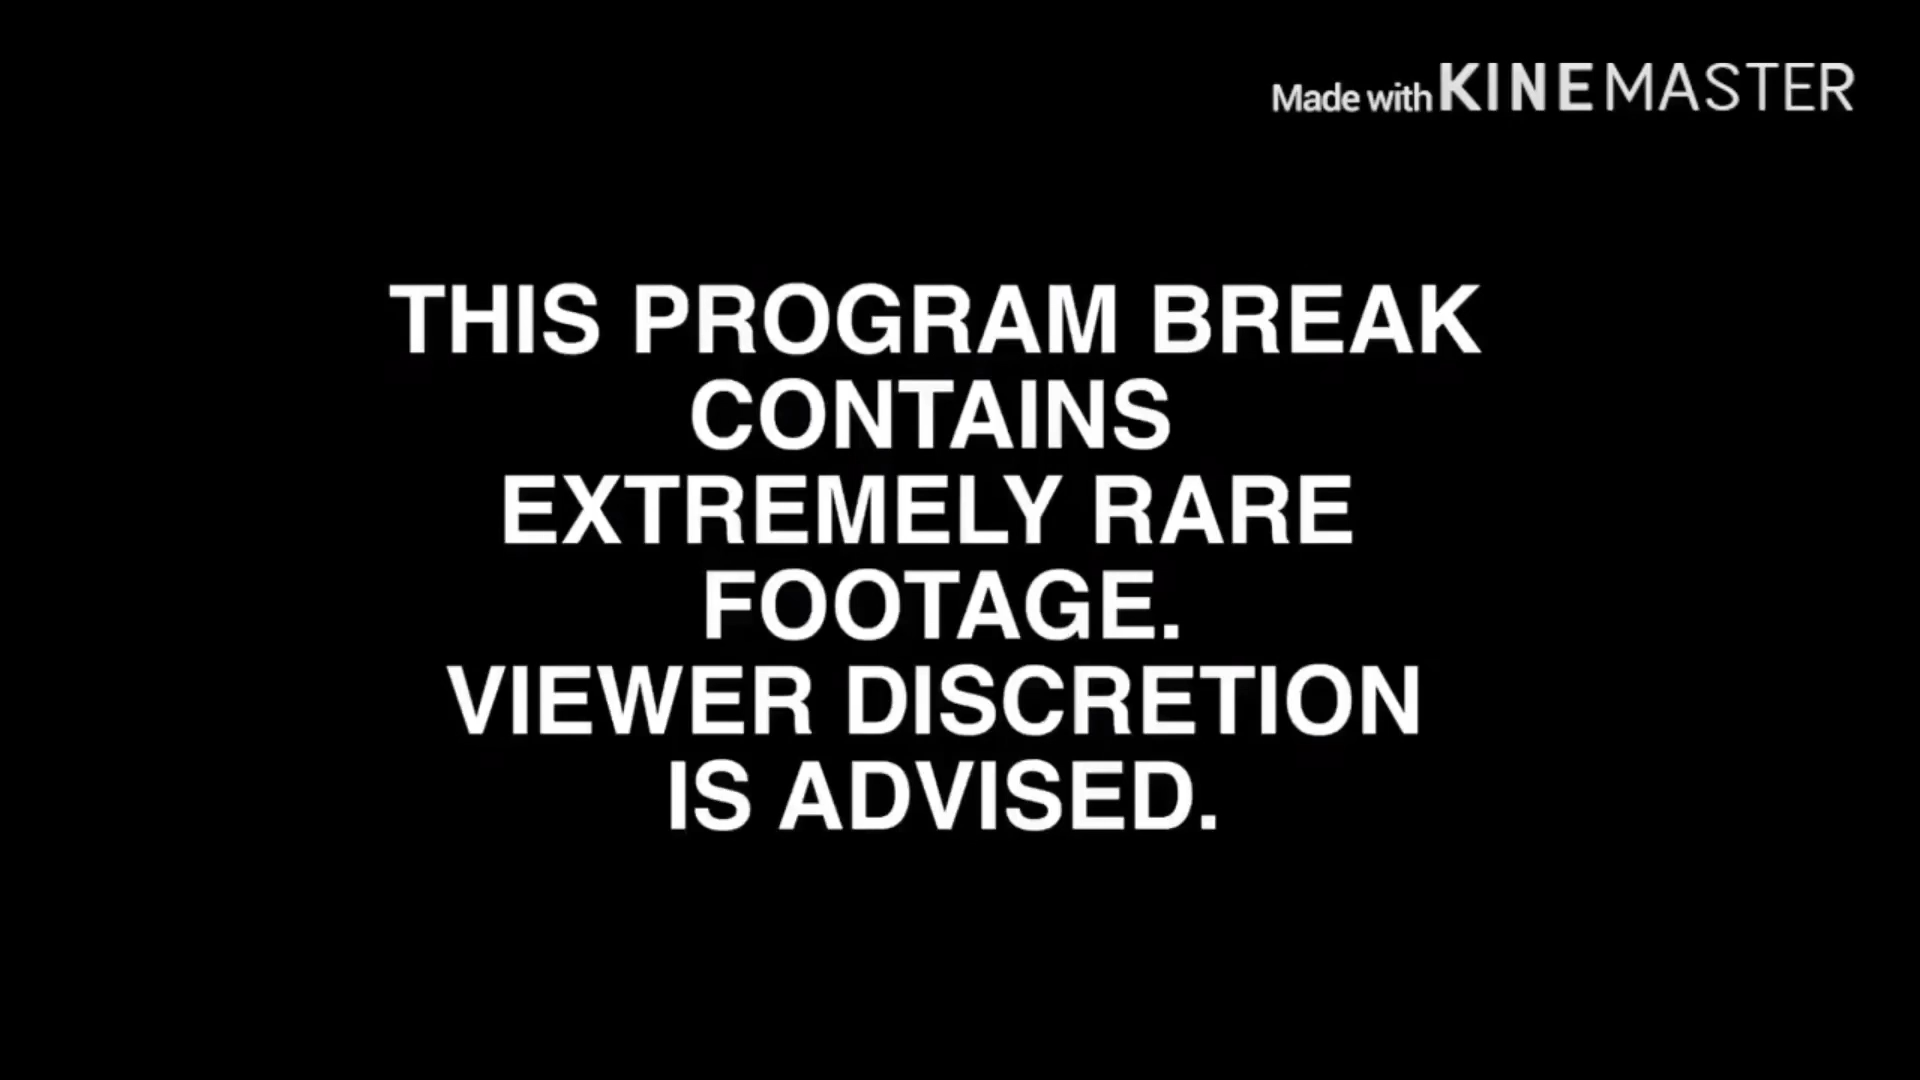 Made with KINEMASTER
THIS PROGRAM BREAK
CONTAINS
EXTREMELY RARE
FOOTAGE.
VIEWER DISCRETION
IS ADVISED.